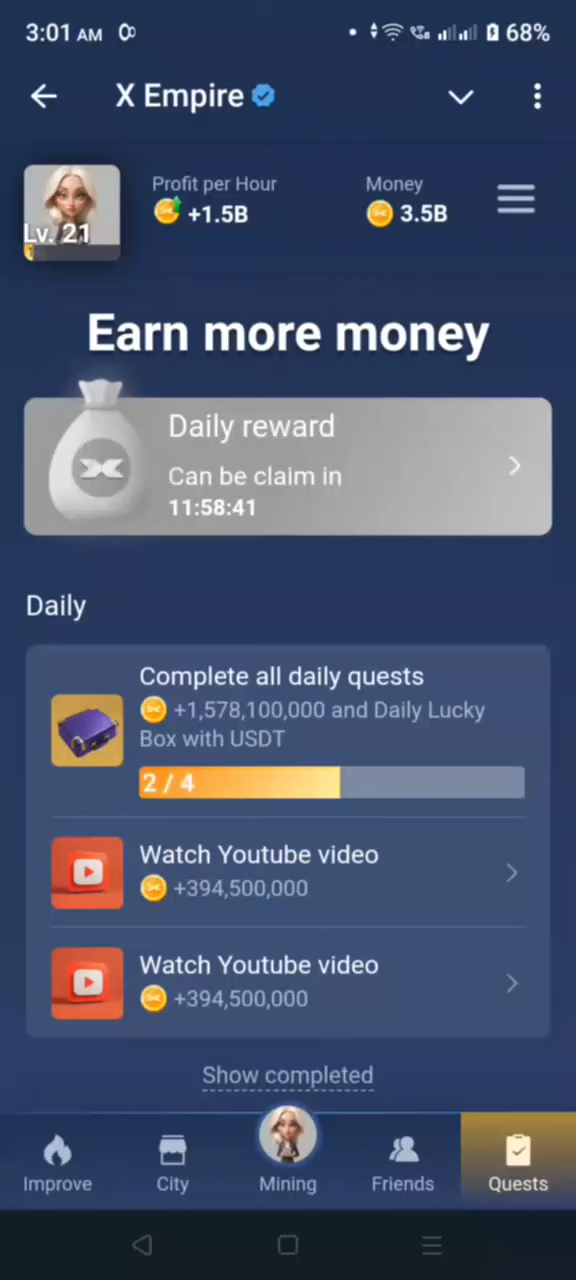 3:01 AM
68%
X Empire
Profit per Hour
Money
+1.5B
3.5B
Lv. 21
Earn more money
Daily reward
Can be claim in
11:58:41
Daily
Complete all daily quests
+1,578,100,000 and Daily Lucky
Box with USDT
2 / 4
Watch Youtube video
+394,500,000
Watch Youtube video
+394,500,000
Show completed
Improve
City
Mining
Friends
Quests